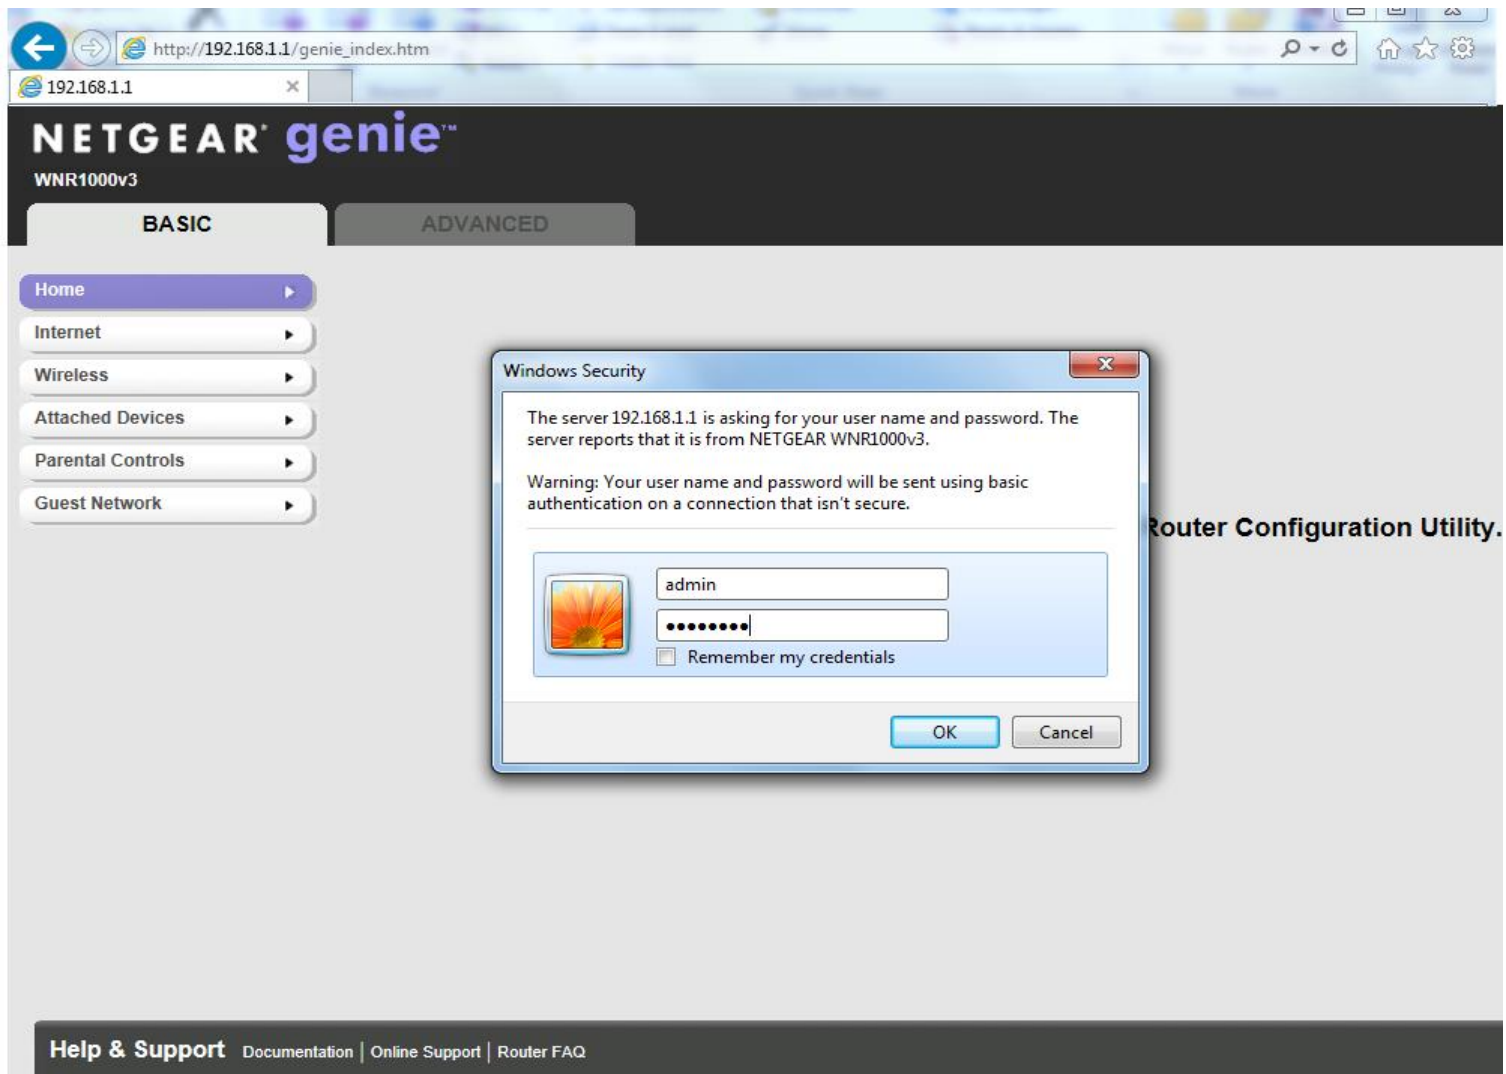 http://192.168.1.1/genie_index.htm
192.168.1.1
NETGEAR® genie™
WNR1000v3
BASIC
ADVANCED
Home
Internet
Wireless
Attached Devices
Parental Controls
Guest Network
Windows Security
The server 192.168.1.1 is asking for your user name and password. The
server reports that it is from NETGEAR WNR1000v3.
Warning: Your user name and password will be sent using basic
authentication on a connection that isn't secure.
admin
●●●●●●●●
Remember my credentials
OK
Cancel
Router Configuration Utility.
Help & Support Documentation | Online Support | Router FAQ